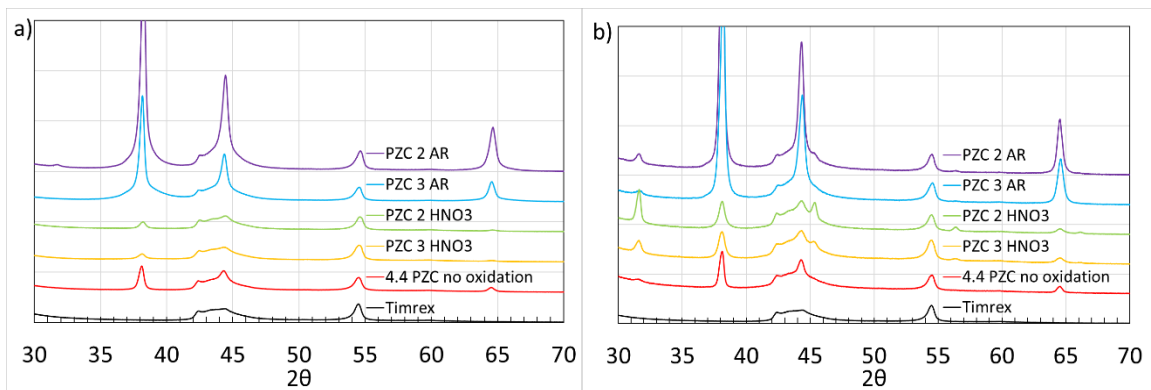 a)
PZC 2 AR
PZC 3 AR
PZC 2 HNO3
PZC 3 HNO3
4.4 PZC no oxidation
Timrex
30 35 40 45 50 55 60 65 70
2θ
b)
PZC 2 AR
PZC 3 AR
PZC 2 HNO3
PZC 3 HNO3
4.4 PZC no oxidation
Timrex
30 35 40 45 50 55 60 65 70
2θ